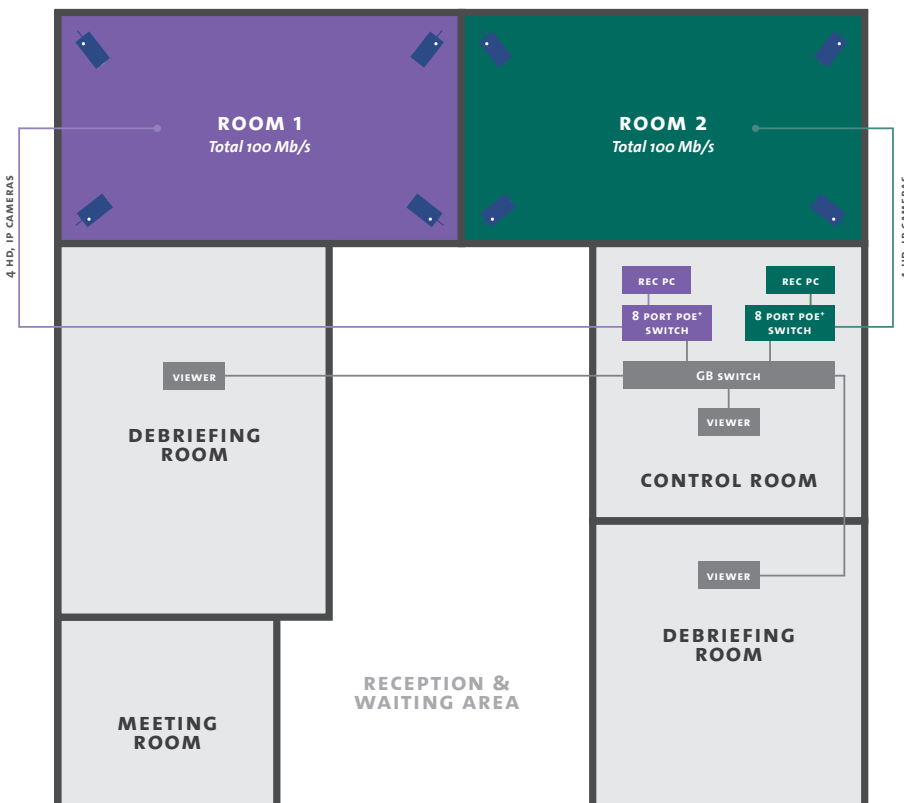 ROOM 1
Total 100 Mb/s
ROOM 2
Total 100 Mb/s
4 HD, IP CAMERAS
REC PC
REC PC
8 PORT POE+
SWITCH
8 PORT POE+
SWITCH
GB SWITCH
VIEWER
VIEWER
DEBRIEFING
ROOM
CONTROL ROOM
VIEWER
DEBRIEFING
ROOM
RECEPTION &
WAITING AREA
MEETING
ROOM